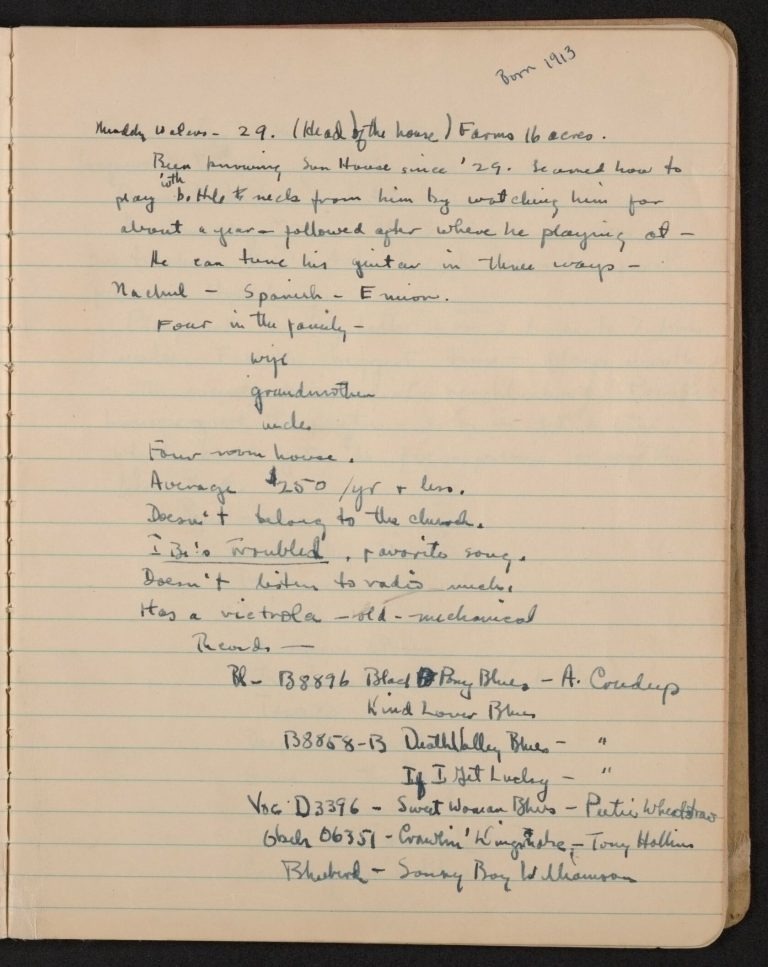 Born 1913
Muddy Waters - 29. (Head of the house) Farms 16 acres.
Been knowing Son House since '29. Learned how to
with
play bottle neck from him by watching him for
about a year - followed after where he playing at -
He can tune his guitar in three ways -
Nachul - Spanish - E minor.
Four in the family -
wife
grandmother
uncle
Four room house.
Average $250 /yr + less.
Doesn't belong to the church.
I Be's Troubled, favorite song.
Doesn't listen to radio much.
Has a victrola - old - mechanical
Records —
Bl - B8896 Black Pony Blues - A. Crudup
Kind Lover Blues
B8858-B Death Valley Blues - "
If I Get Lucky - "
Voc D3396 - Sweet Woman Blues - Peetie Wheatstraw
Okeh 06351 - Crawlin' Kingsnake - Tony Hollins
Bluebird - Sonny Boy Williamson